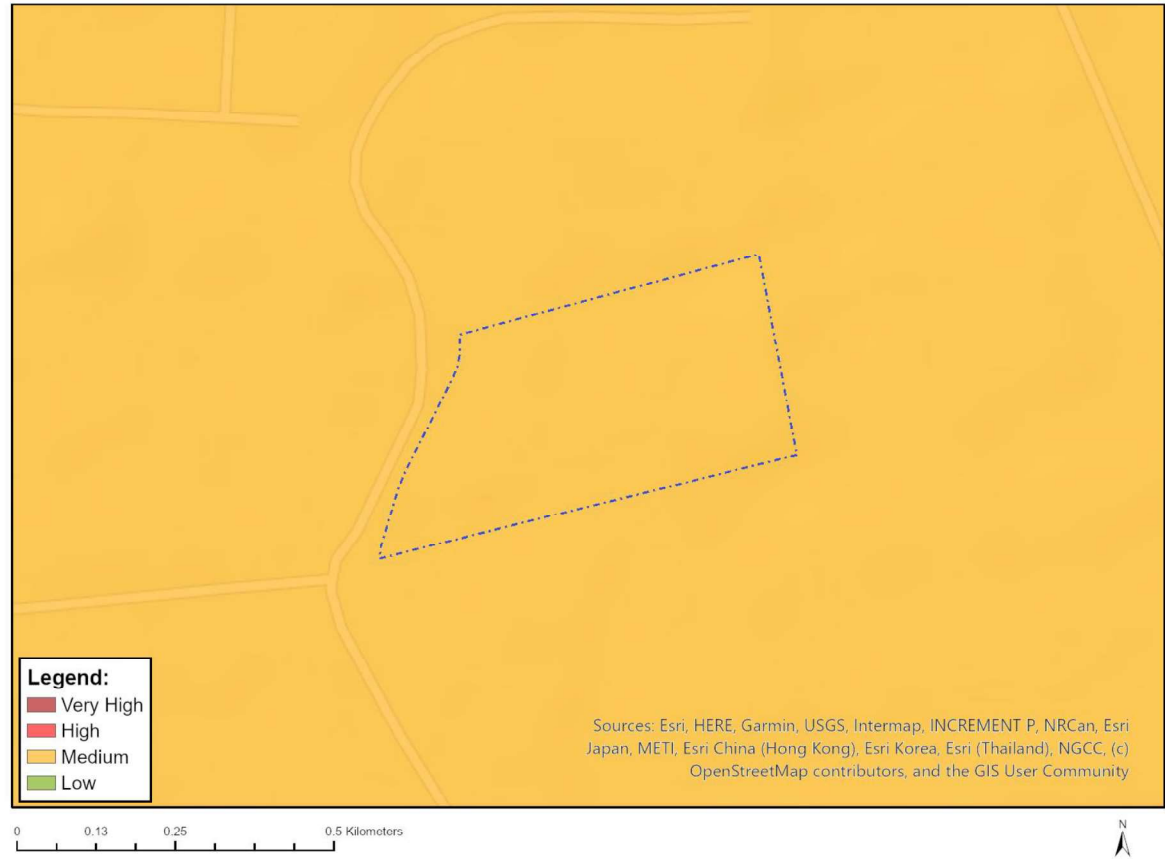 Legend:
Very High
High
Medium
Low
Sources: Esri, HERE, Garmin, USGS, Intermap, INCREMENT P, NRCan, Esri
Japan, METI, Esri China (Hong Kong), Esri Korea, Esri (Thailand), NGCC, (c)
OpenStreetMap contributors, and the GIS User Community
0 0.13 0.25 0.5 Kilometers
N